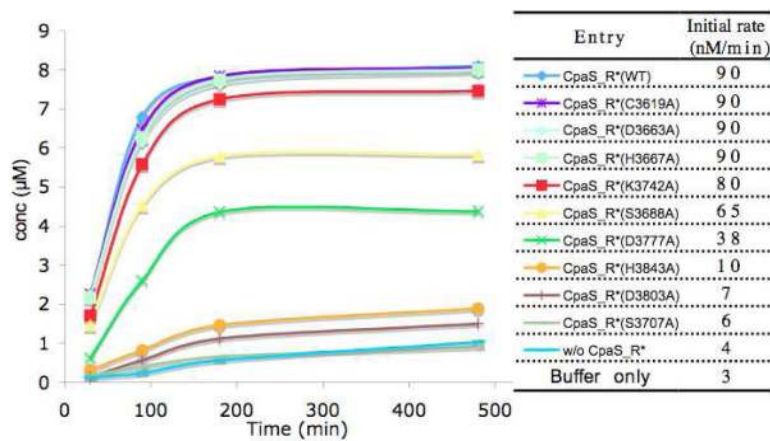 conc (μM)
9
8
7
6
5
4
3
2
1
0
0 100 200 300 400 500
Time (min)
Entry Initial rate (nM/min)
CpaS_R*(WT) 90
CpaS_R*(C3619A) 90
CpaS_R*(D3663A) 90
CpaS_R*(H3667A) 90
CpaS_R*(K3742A) 80
CpaS_R*(S3688A) 65
CpaS_R*(D3777A) 38
CpaS_R*(H3843A) 10
CpaS_R*(D3803A) 7
CpaS_R*(S3707A) 6
w/o CpaS_R* 4
Buffer only 3